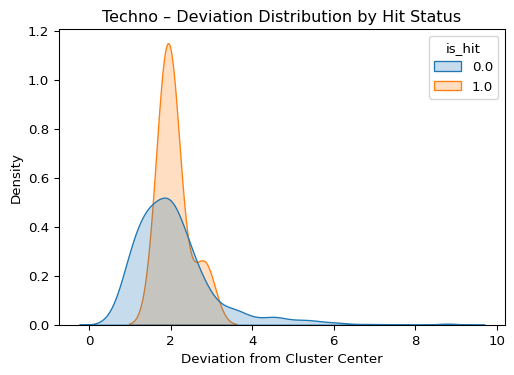 Techno – Deviation Distribution by Hit Status
is_hit
0.0
1.0
Density
1.2
1.0
0.8
0.6
0.4
0.2
0.0
0 2 4 6 8 10
Deviation from Cluster Center